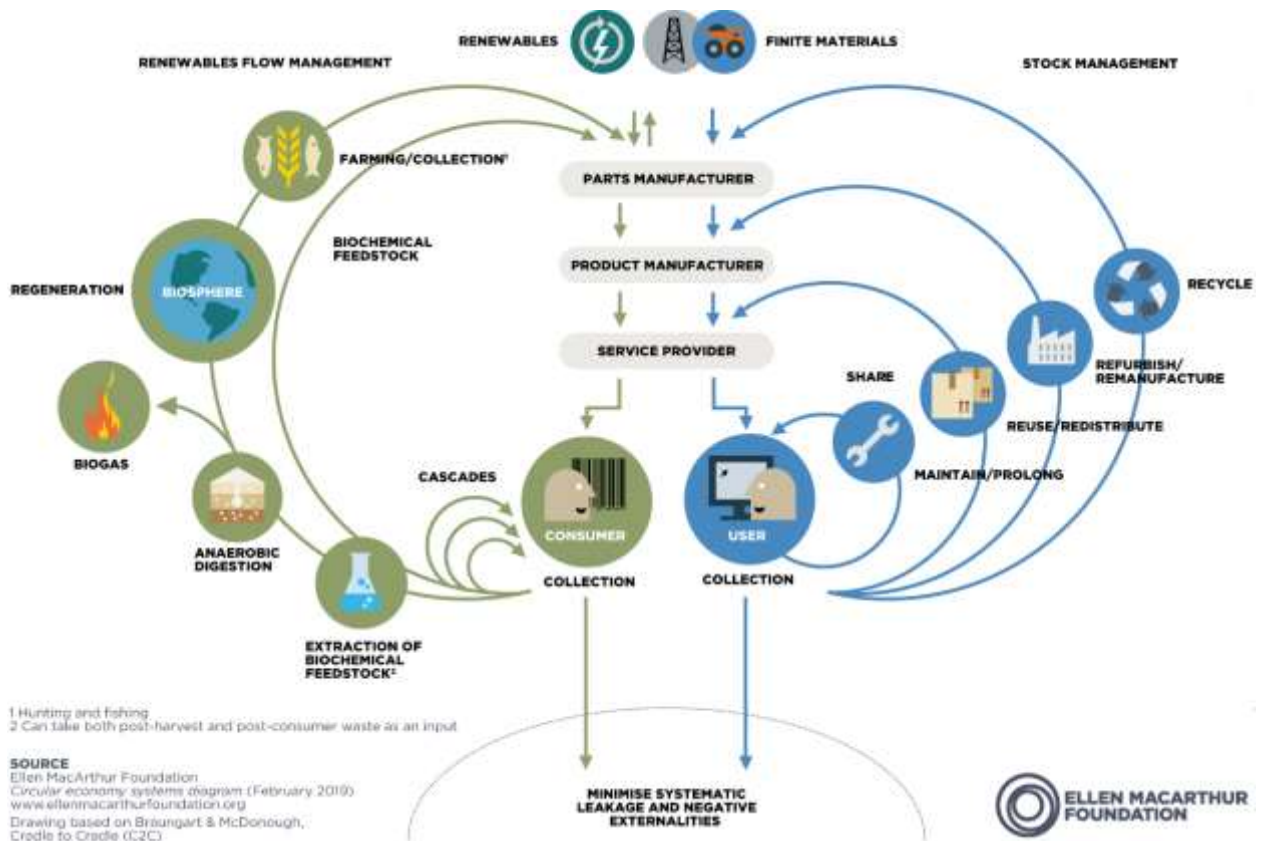 RENEWABLES
FINITE MATERIALS
RENEWABLES FLOW MANAGEMENT
STOCK MANAGEMENT
FARMING/COLLECTION¹
PARTS MANUFACTURER
BIOCHEMICAL
FEEDSTOCK
PRODUCT MANUFACTURER
REGENERATION
BIOSPHERE
RECYCLE
SERVICE PROVIDER
SHARE
REFURBISH/
REMANUFACTURE
REUSE/REDISTRIBUTE
BIOGAS
CASCADES
MAINTAIN/PROLONG
CONSUMER
USER
ANAEROBIC
DIGESTION
COLLECTION
COLLECTION
EXTRACTION OF
BIOCHEMICAL
FEEDSTOCK²
1 Hunting and fishing
2 Can take both post-harvest and post-consumer waste as an input
SOURCE
Ellen MacArthur Foundation
Circular economy systems diagram (February 2019)
www.ellenmacarthurfoundation.org
Drawing based on Braungart & McDonough,
Cradle to Cradle (C2C)
MINIMISE SYSTEMATIC
LEAKAGE AND NEGATIVE
EXTERNALITIES
ELLEN MACARTHUR
FOUNDATION